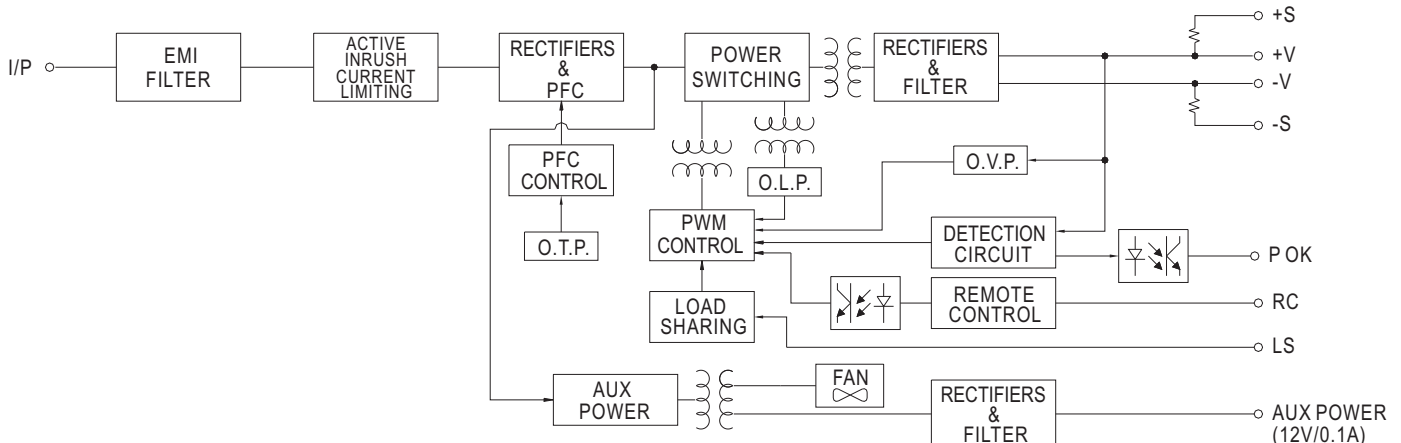 I/P
EMI
FILTER
ACTIVE
INRUSH
CURRENT
LIMITING
RECTIFIERS
&
PFC
POWER
SWITCHING
RECTIFIERS
&
FILTER
+S
+V
-V
-S
PFC
CONTROL
O.T.P.
O.L.P.
O.V.P.
PWM
CONTROL
DETECTION
CIRCUIT
P OK
LOAD
SHARING
REMOTE
CONTROL
RC
LS
AUX
POWER
FAN
RECTIFIERS
&
FILTER
AUX POWER
(12V/0.1A)